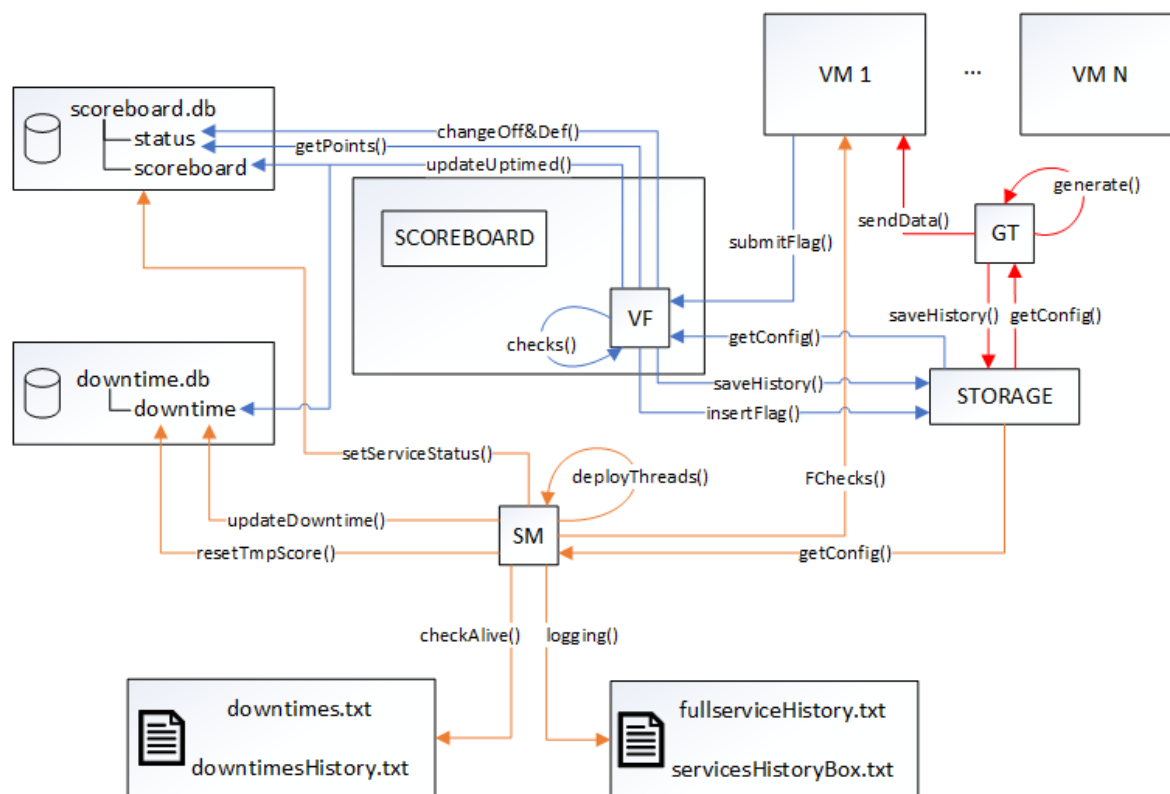 VM 1
...
VM N
scoreboard.db
status
scoreboard
changeOff&Def()
getPoints()
updateUptimed()
SCOREBOARD
submitFlag()
sendData()
generate()
GT
VF
checks()
saveHistory()
getConfig()
getConfig()
downtime.db
downtime
saveHistory()
insertFlag()
STORAGE
setServiceStatus()
deployThreads()
FChecks()
updateDowntime()
SM
resetTmpScore()
getConfig()
checkAlive()
logging()
downtimes.txt
downtimesHistory.txt
fullserviceHistory.txt
servicesHistoryBox.txt